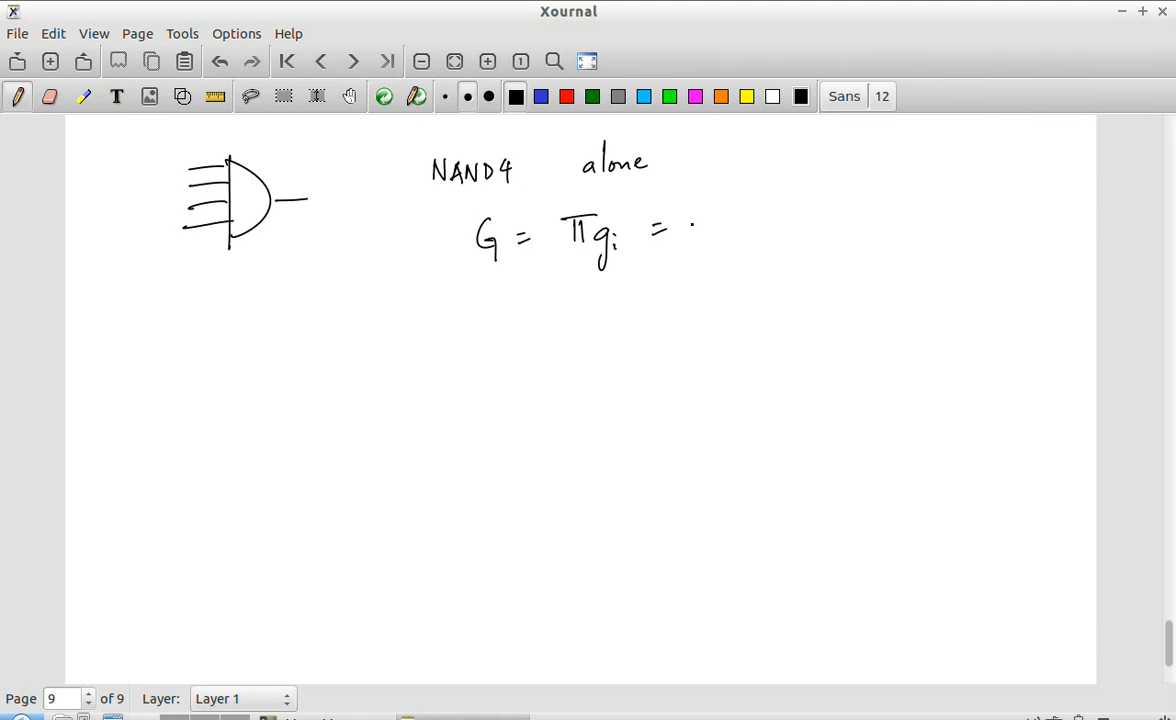 Xournal
File Edit View Page Tools Options Help
Sans 12
NAND4 alone
G = Πgᵢ =
Page 9 of 9 Layer: Layer 1